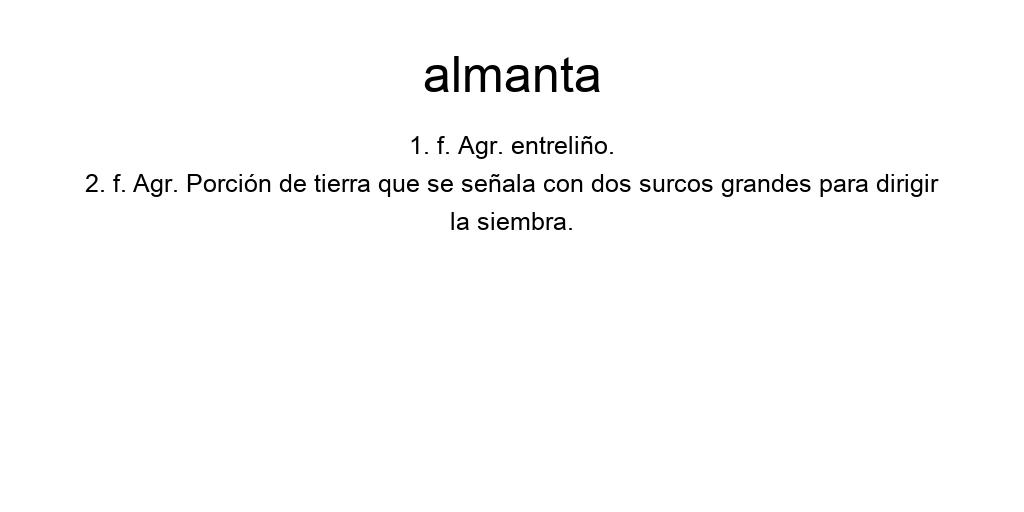 almanta
1. f. Agr. entreliño.
2. f. Agr. Porción de tierra que se señala con dos surcos grandes para dirigir
la siembra.